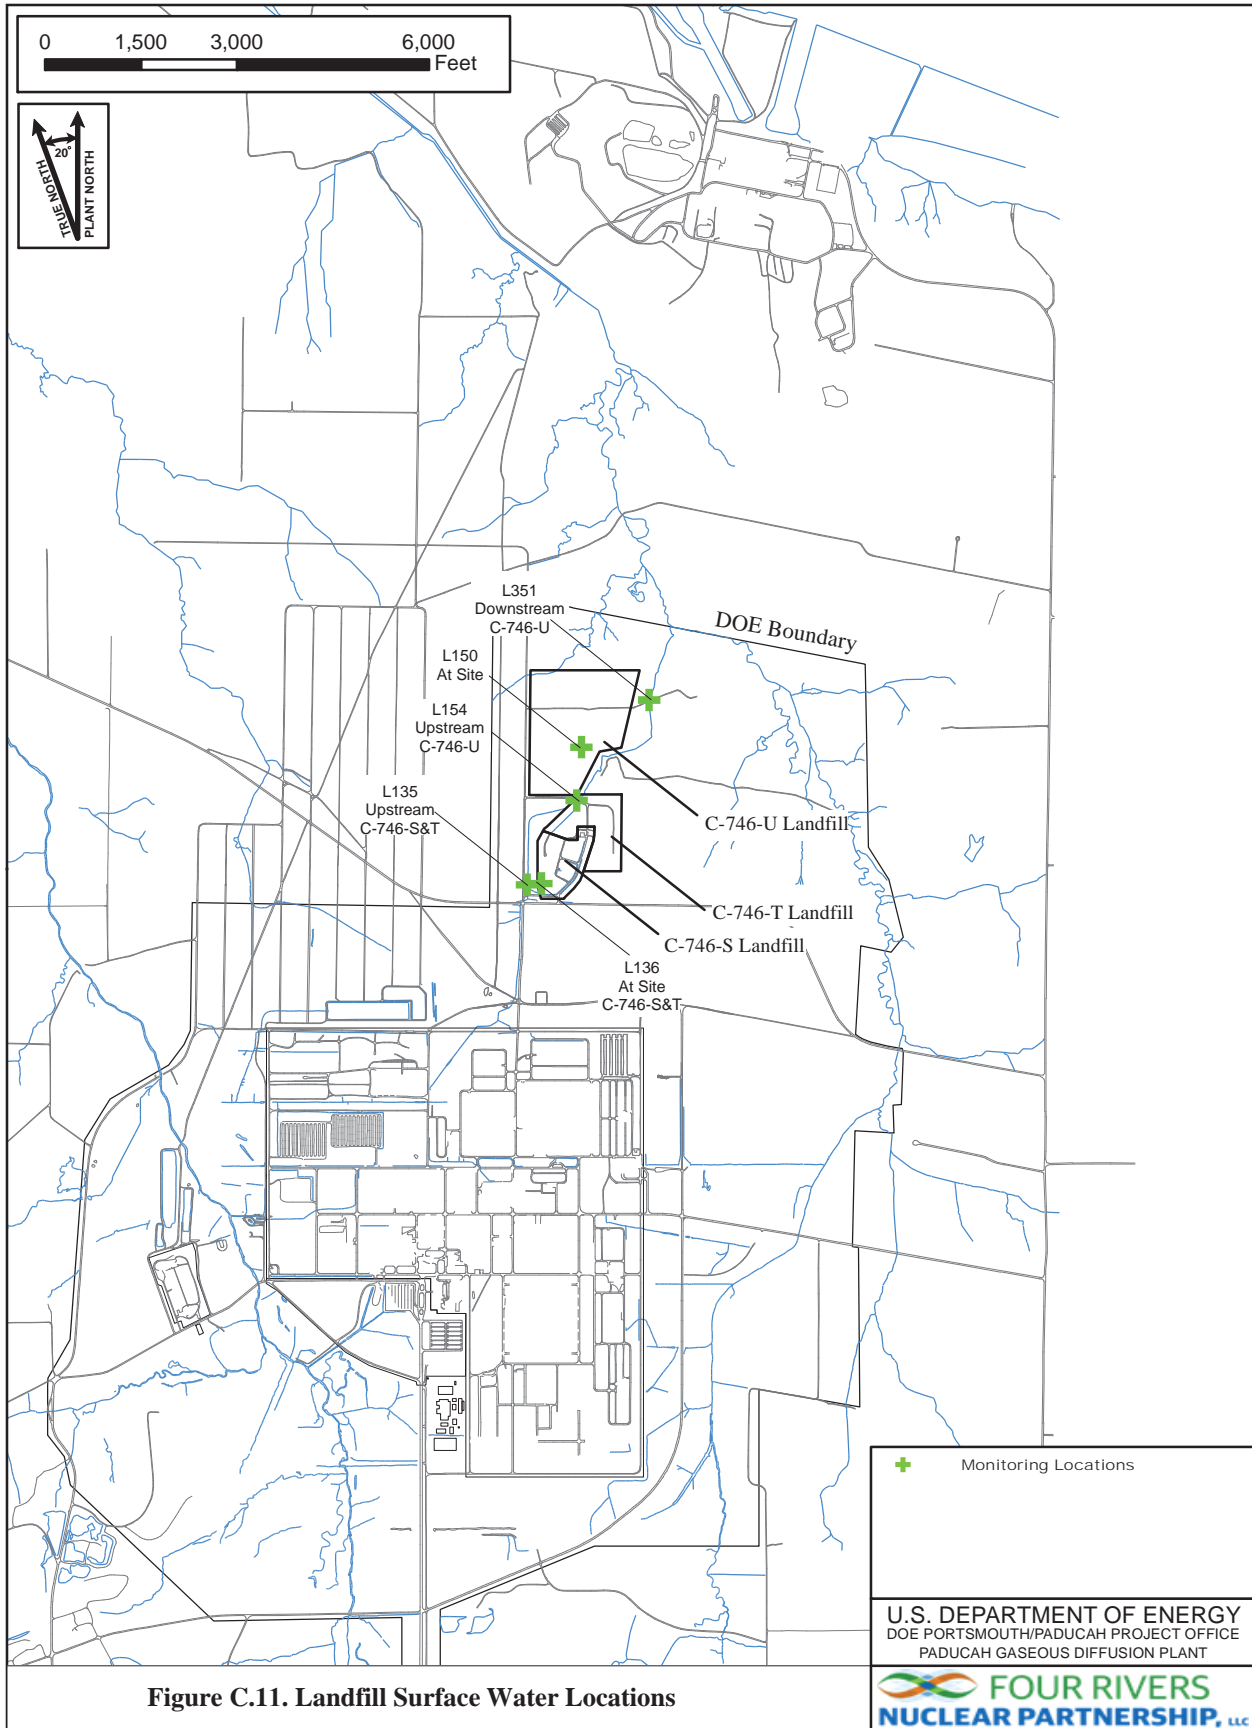 0 1,500 3,000 6,000
Feet
20°
TRUE NORTH
PLANT NORTH
L351
Downstream
C-746-U
DOE Boundary
L150
At Site
L154
Upstream
C-746-U
L135
Upstream
C-746-S&T
C-746-U Landfill
C-746-T Landfill
C-746-S Landfill
L136
At Site
C-746-S&T
Monitoring Locations
U.S. DEPARTMENT OF ENERGY
DOE PORTSMOUTH/PADUCAH PROJECT OFFICE
PADUCAH GASEOUS DIFFUSION PLANT
Figure C.11. Landfill Surface Water Locations
FOUR RIVERS
NUCLEAR PARTNERSHIP, LLC